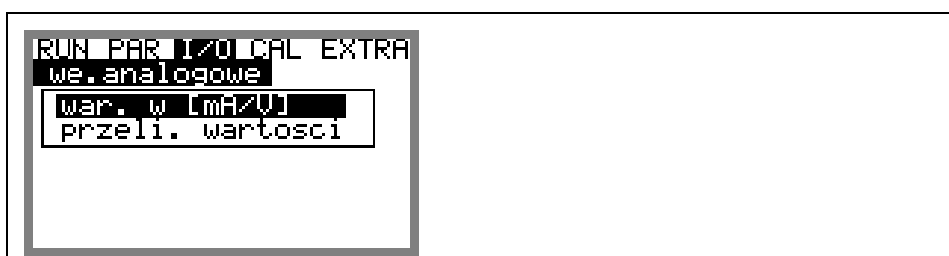 RUN PAR I/O CAL EXTRA
we.analogowe
war. w [mA/V]
przeli. wartosci